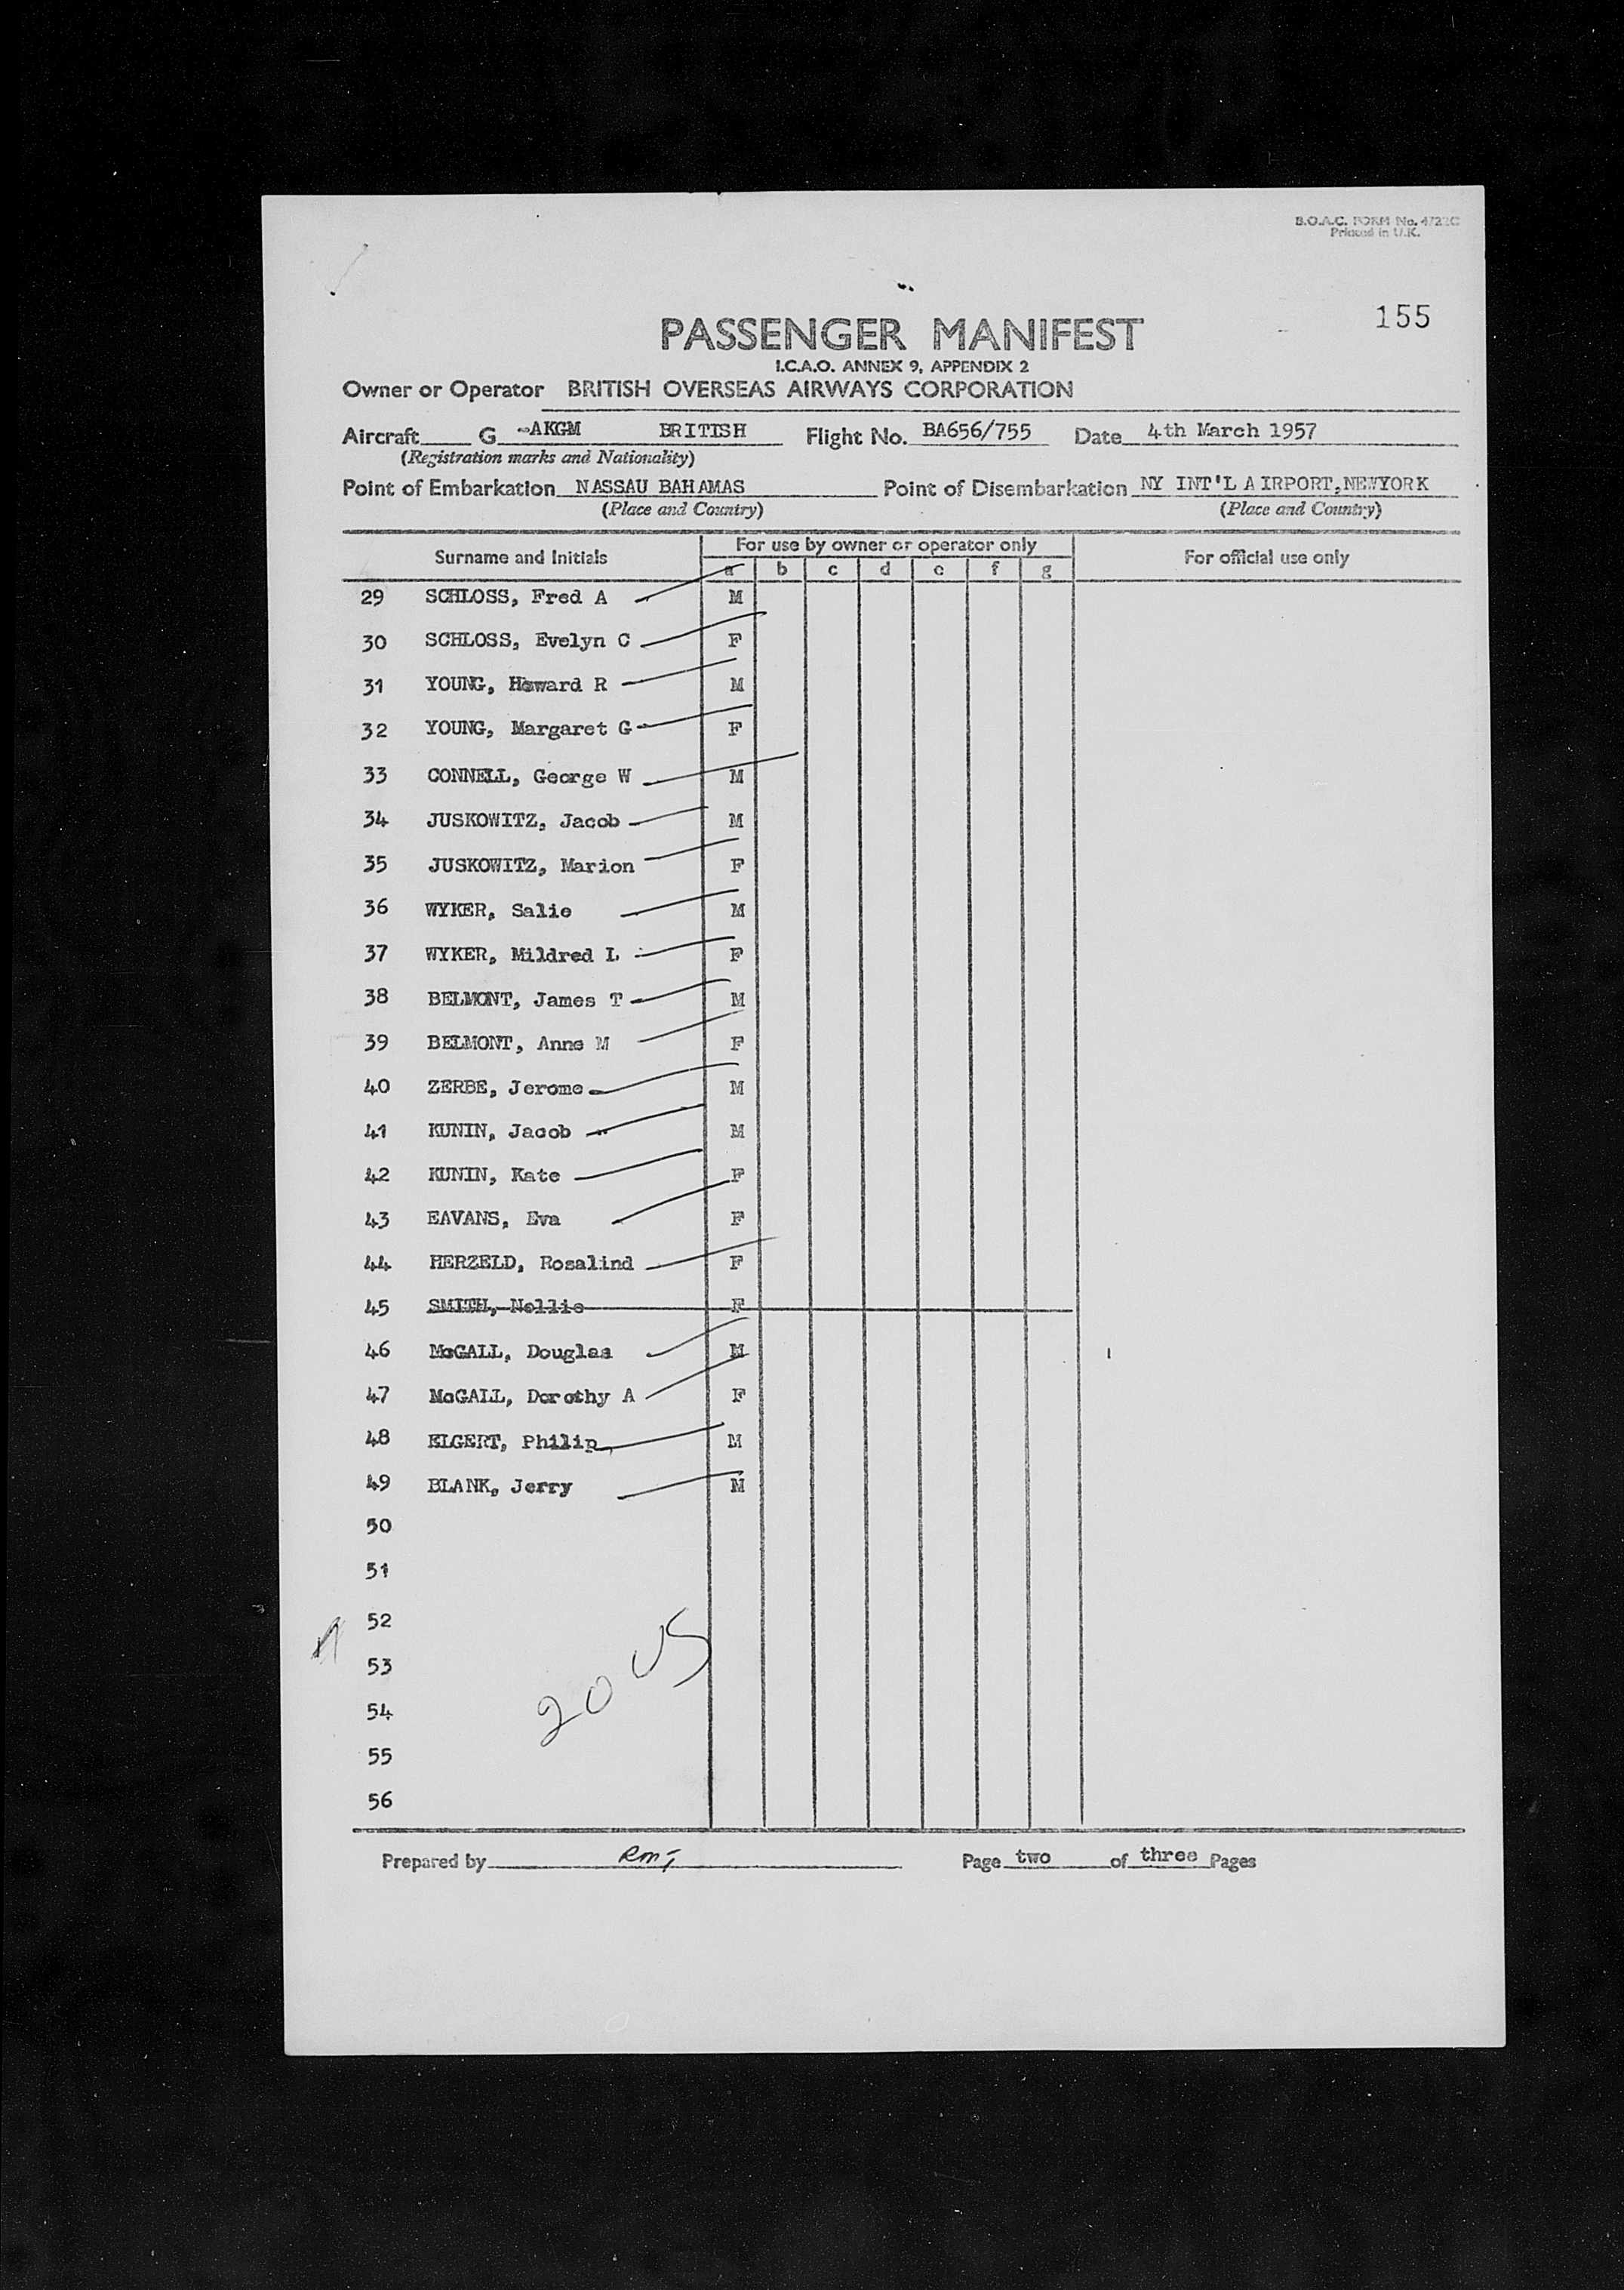 B.O.A.C. FORM No. 4722C
Printed in U.K.
155
PASSENGER MANIFEST
I.C.A.O. ANNEX 9, APPENDIX 2
Owner or Operator BRITISH OVERSEAS AIRWAYS CORPORATION
Aircraft G -AKGM BRITISH Flight No. BA656/755 Date 4th March 1957
(Registration marks and Nationality)
Point of Embarkation NASSAU BAHAMAS Point of Disembarkation NY INT'L AIRPORT, NEWYORK
(Place and Country) (Place and Country)
Surname and Initials For use by owner or operator only For official use only
a b c d e f g
29 SCHLOSS, Fred A M
30 SCHLOSS, Evelyn C F
31 YOUNG, Howard R M
32 YOUNG, Margaret G F
33 CONNELL, George W M
34 JUSKOWITZ, Jacob M
35 JUSKOWITZ, Marion F
36 WYKER, Salie M
37 WYKER, Mildred L F
38 BELMONT, James T M
39 BELMONT, Anne M F
40 ZERBE, Jerome M
41 KUNIN, Jacob M
42 KUNIN, Kate F
43 EAVANS, Eva F
44 HERZELD, Rosalind F
45 SMITH, Nellie F
46 McGALL, Douglas M
47 McGALL, Dorothy A F
48 ELGERT, Philip M
49 BLANK, Jerry M
50
51
52
53
20 US
54
55
56
Prepared by Page two of three Pages